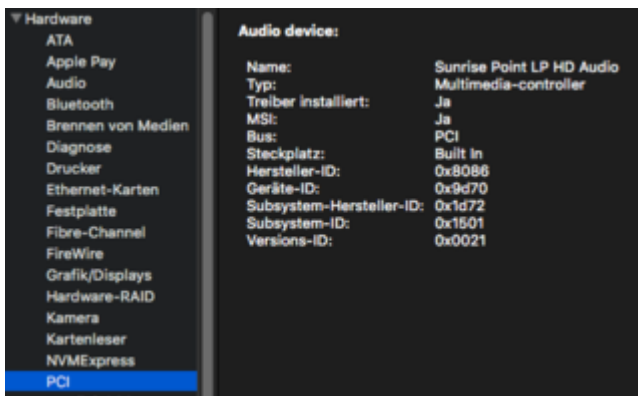 Hardware
ATA
Apple Pay
Audio
Bluetooth
Brennen von Medien
Diagnose
Drucker
Ethernet-Karten
Festplatte
Fibre-Channel
FireWire
Grafik/Displays
Hardware-RAID
Kamera
Kartenleser
NVMExpress
PCI
Audio device:
Name: Sunrise Point LP HD Audio
Typ: Multimedia-controller
Treiber installiert: Ja
MSI: Ja
Bus: PCI
Steckplatz: Built In
Hersteller-ID: 0x8086
Geräte-ID: 0x9d70
Subsystem-Hersteller-ID: 0x1d72
Subsystem-ID: 0x1501
Versions-ID: 0x0021